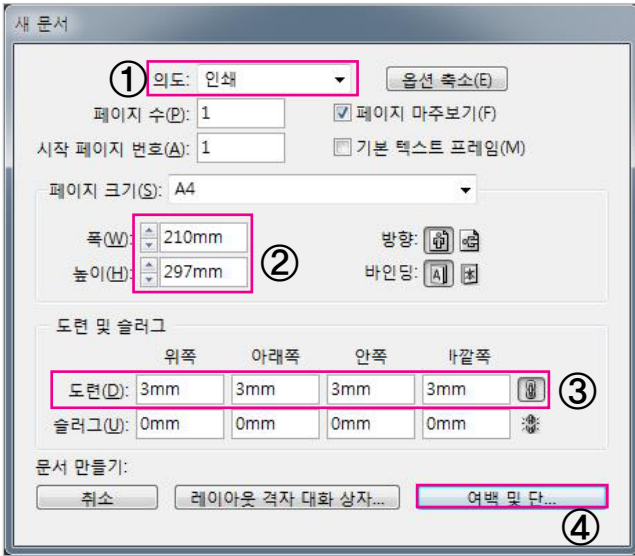 새 문서
① 의도: 인쇄 옵션 축소(E)
페이지 수(P): 1 페이지 마주보기(F)
시작 페이지 번호(A): 1 기본 텍스트 프레임(M)
페이지 크기(S): A4
폭(W): 210mm 방향:
②
높이(H): 297mm 바인딩:
도련 및 슬러그
위쪽 아래쪽 안쪽 바깥쪽
도련(D): 3mm 3mm 3mm 3mm ③
슬러그(U): 0mm 0mm 0mm 0mm
문서 만들기:
취소 레이아웃 격자 대화 상자... 여백 및 단...
④